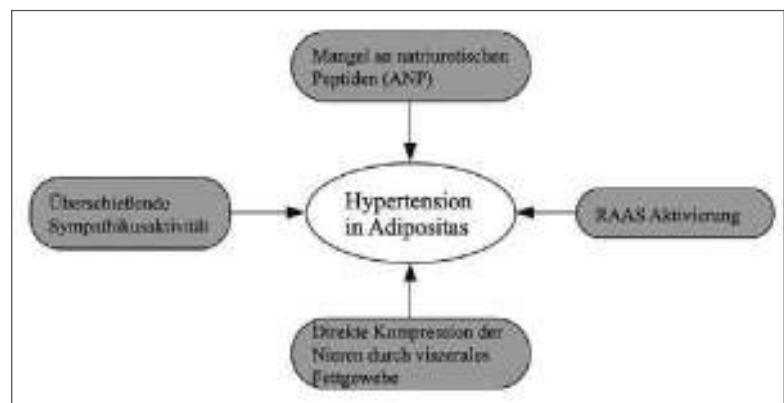 Mangel an natriuretischen
Peptiden (ANP)
Überschießende
Sympathikusaktivität
Hypertension
in Adipositas
RAAS Aktivierung
Direkte Kompression der
Nieren durch viszerales
Fettgewebe